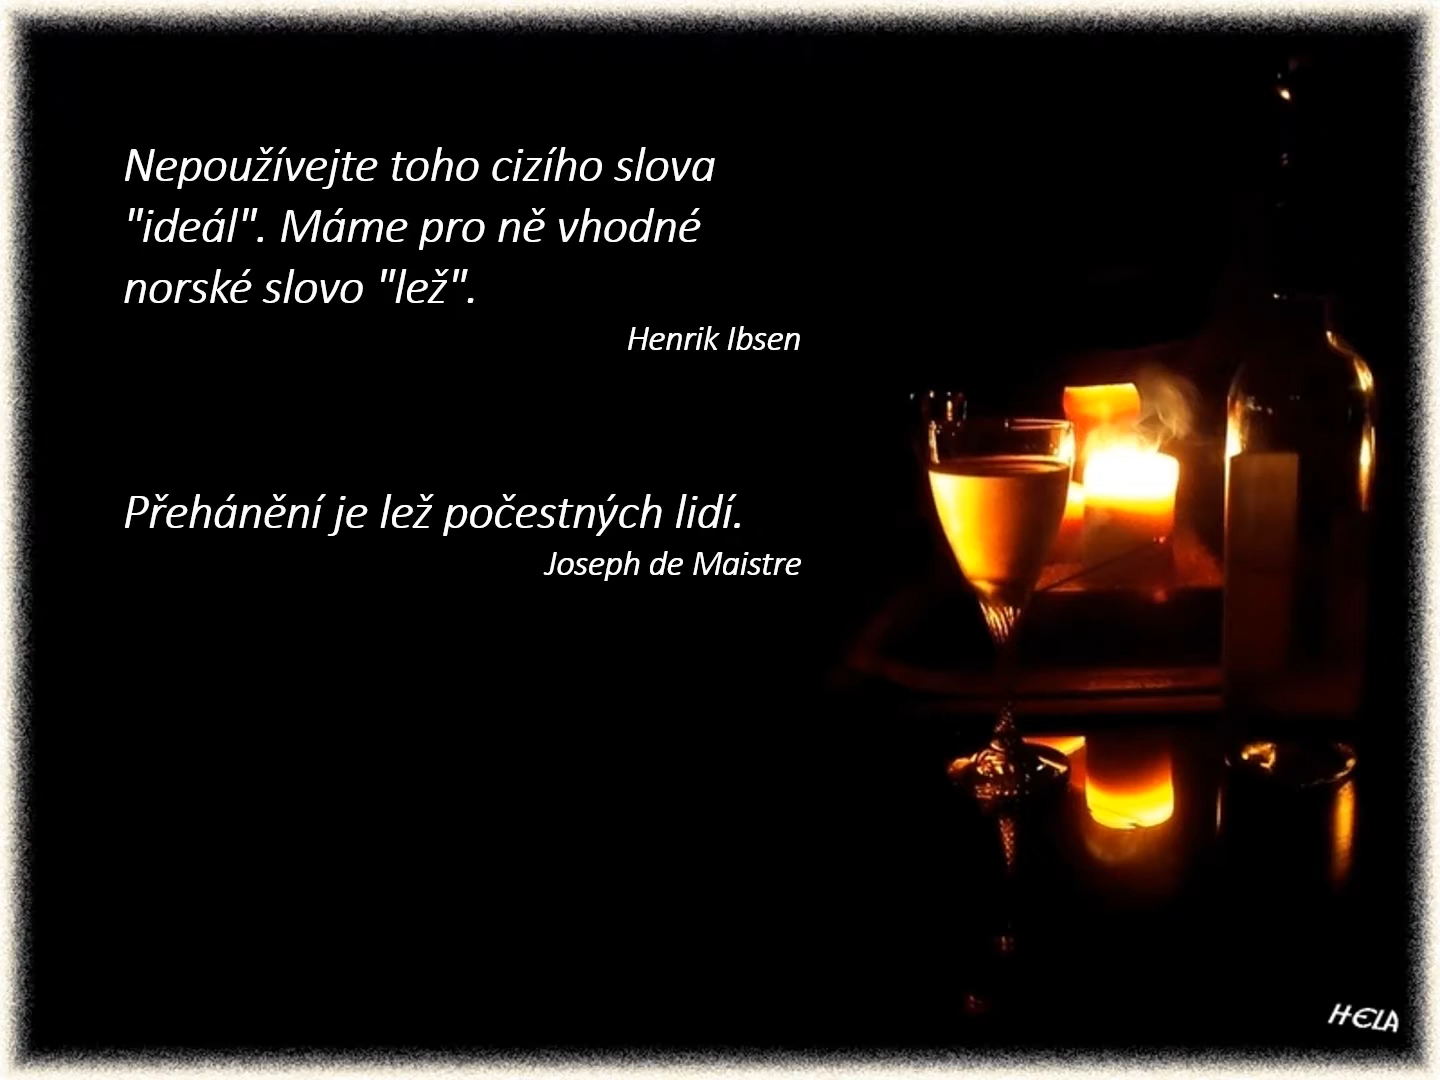 Nepoužívejte toho cizího slova
"ideál". Máme pro ně vhodné
norské slovo "lež".
Henrik Ibsen
Přehánění je lež počestných lidí.
Joseph de Maistre
HELA